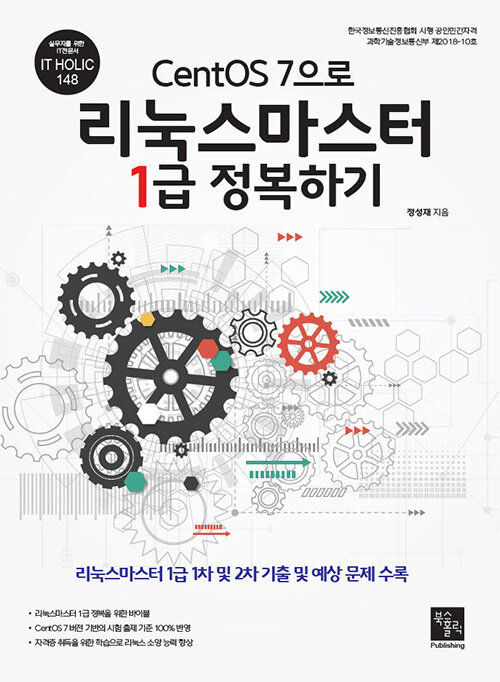 한국정보통신진흥협회 시행 공인민간자격
과학기술정보통신부 제2018-10호
실무자를 위한
IT전문서
IT HOLIC
148
CentOS 7으로
리눅스마스터
1급 정복하기
정성재 지음
리눅스마스터 1급 1차 및 2차 기출 및 예상 문제 수록
• 리눅스마스터 1급 정복을 위한 바이블
• CentOS 7 버전 기반의 시험 출제 기준 100% 반영
• 자격증 취득을 위한 학습으로 리눅스 소양 능력 향상
북스홀릭
Publishing